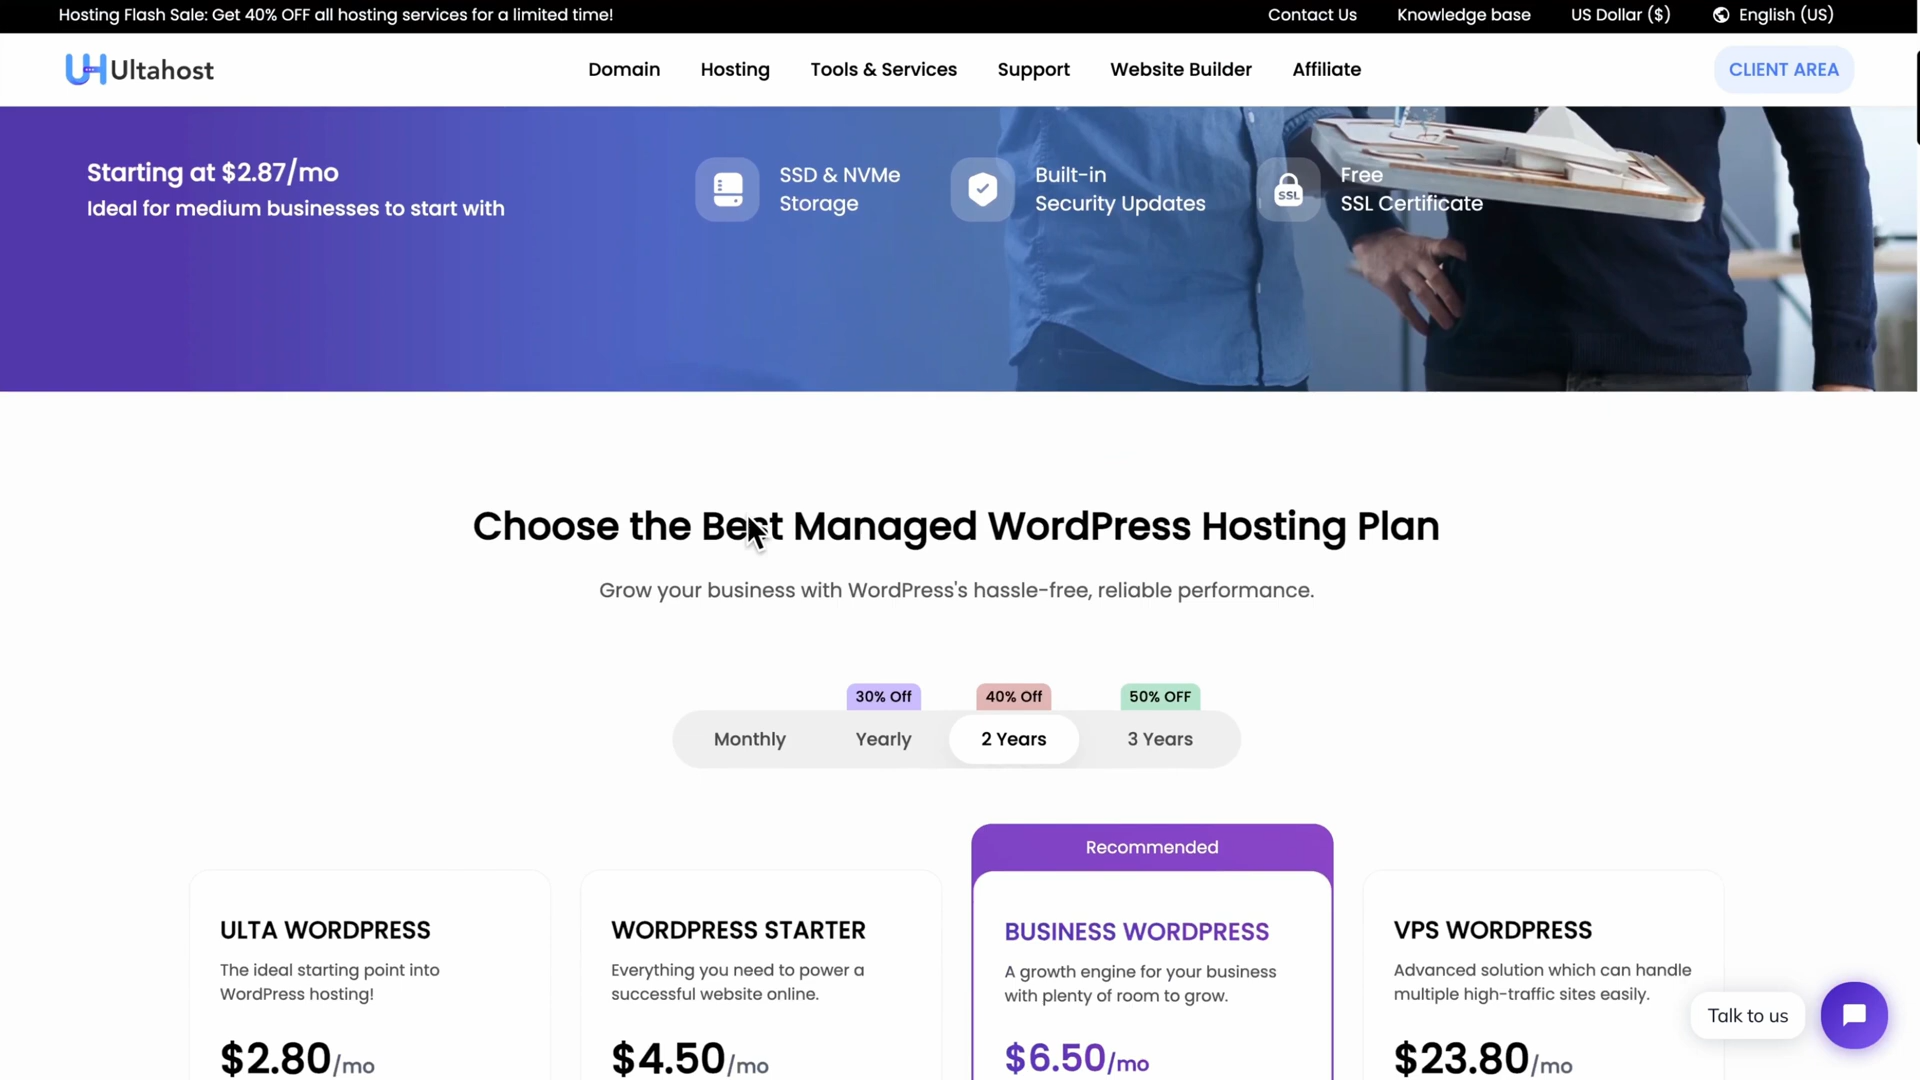 Hosting Flash Sale: Get 40% OFF all hosting services for a limited time!
Contact Us
Knowledge base
US Dollar ($)
English (US)
UH Ultahost
Domain
Hosting
Tools & Services
Support
Website Builder
Affiliate
CLIENT AREA
Starting at $2.87/mo
Ideal for medium businesses to start with
SSD & NVMe
Storage
Built-in
Security Updates
SSL
Free
SSL Certificate
Choose the Best Managed WordPress Hosting Plan
Grow your business with WordPress's hassle-free, reliable performance.
30% Off
40% Off
50% OFF
Monthly
Yearly
2 Years
3 Years
Recommended
ULTA WORDPRESS
The ideal starting point into
WordPress hosting!
$2.80/mo
WORDPRESS STARTER
Everything you need to power a
successful website online.
$4.50/mo
BUSINESS WORDPRESS
A growth engine for your business
with plenty of room to grow.
$6.50/mo
VPS WORDPRESS
Advanced solution which can handle
multiple high-traffic sites easily.
$23.80/mo
Talk to us